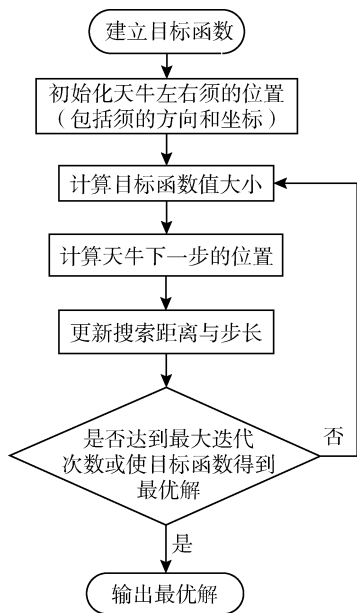 建立目标函数
初始化天牛左右须的位置
（包括须的方向和坐标）
计算目标函数值大小
计算天牛下一步的位置
更新搜索距离与步长
是否达到最大迭代
次数或使目标函数得到
最优解
否
是
输出最优解